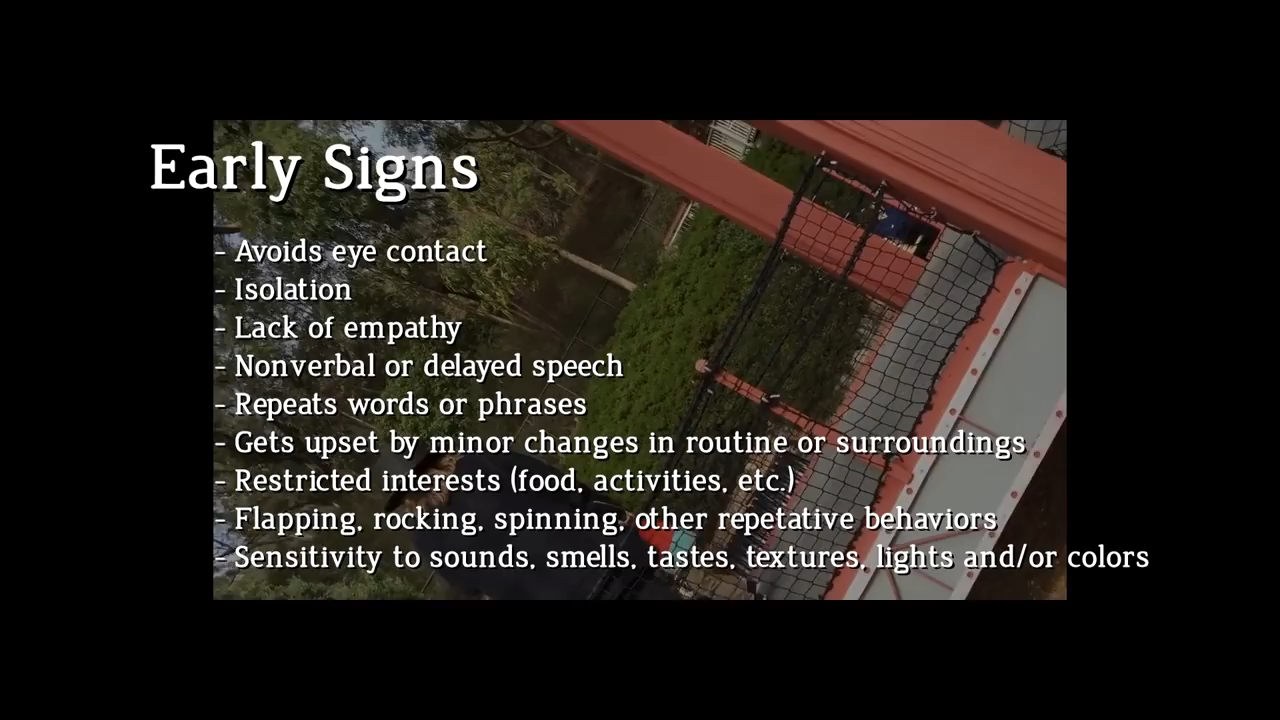 Early Signs
- Avoids eye contact
- Isolation
- Lack of empathy
- Nonverbal or delayed speech
- Repeats words or phrases
- Gets upset by minor changes in routine or surroundings
- Restricted interests (food, activities, etc.)
- Flapping, rocking, spinning, other repetative behaviors
- Sensitivity to sounds, smells, tastes, textures, lights and/or colors